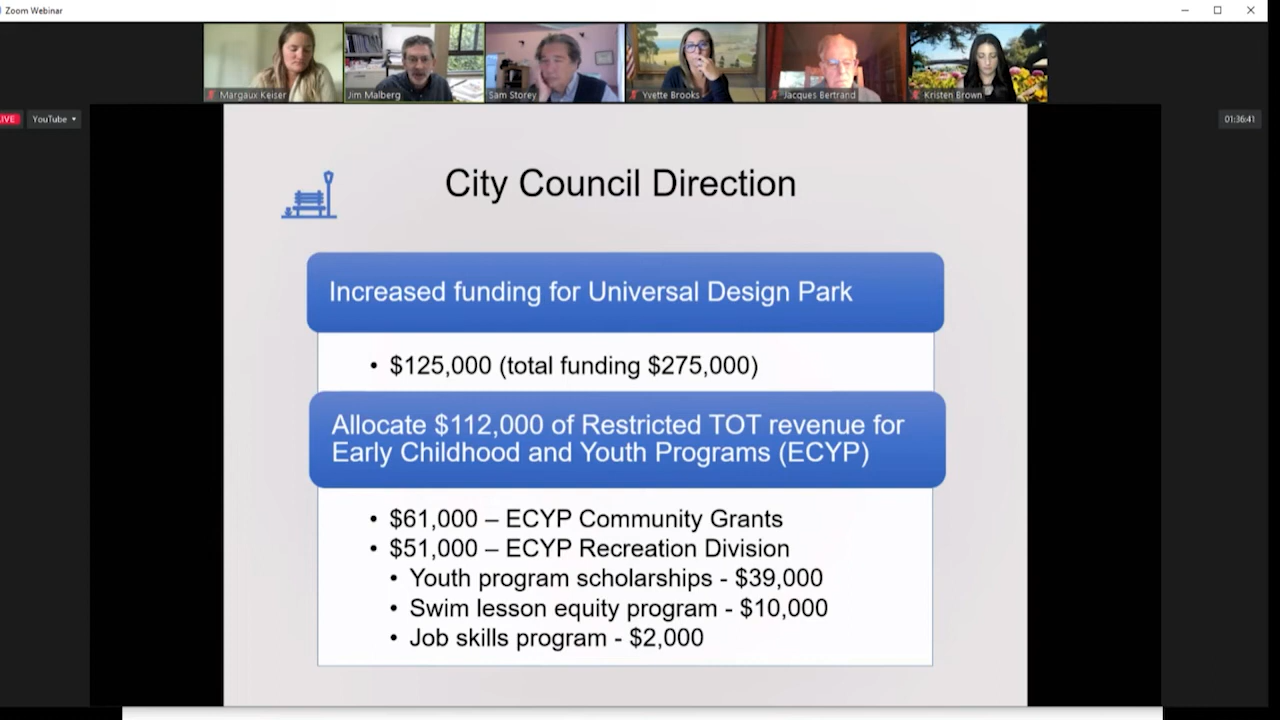 Zoom Webinar
Margaux Keiser
Jim Malberg
Sam Storey
Yvette Brooks
Jacques Bertrand
Kristen Brown
LIVE
YouTube
01:36:41
City Council Direction
Increased funding for Universal Design Park
• $125,000 (total funding $275,000)
Allocate $112,000 of Restricted TOT revenue for
Early Childhood and Youth Programs (ECYP)
• $61,000 – ECYP Community Grants
• $51,000 – ECYP Recreation Division
• Youth program scholarships - $39,000
• Swim lesson equity program - $10,000
• Job skills program - $2,000